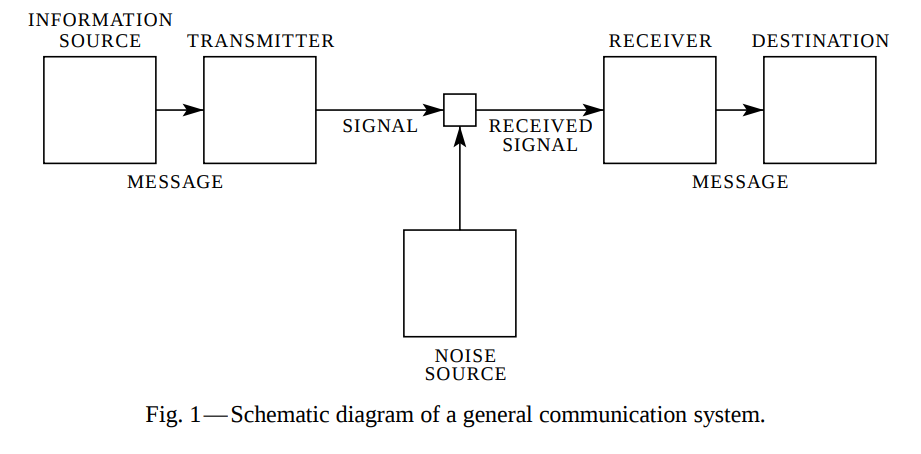 INFORMATION
SOURCE
TRANSMITTER
RECEIVER
DESTINATION
SIGNAL
RECEIVED
SIGNAL
MESSAGE
MESSAGE
NOISE
SOURCE
Fig. 1—Schematic diagram of a general communication system.